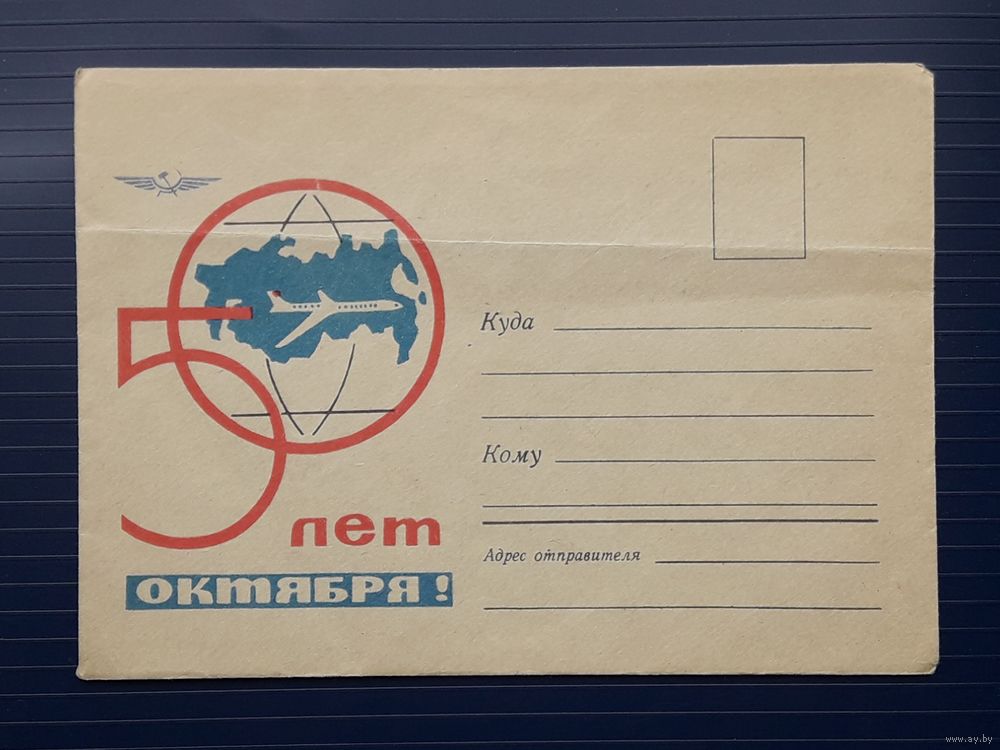 50
лет
ОКТЯБРЯ!
Куда
Кому
Адрес отправителя
www.ay.by